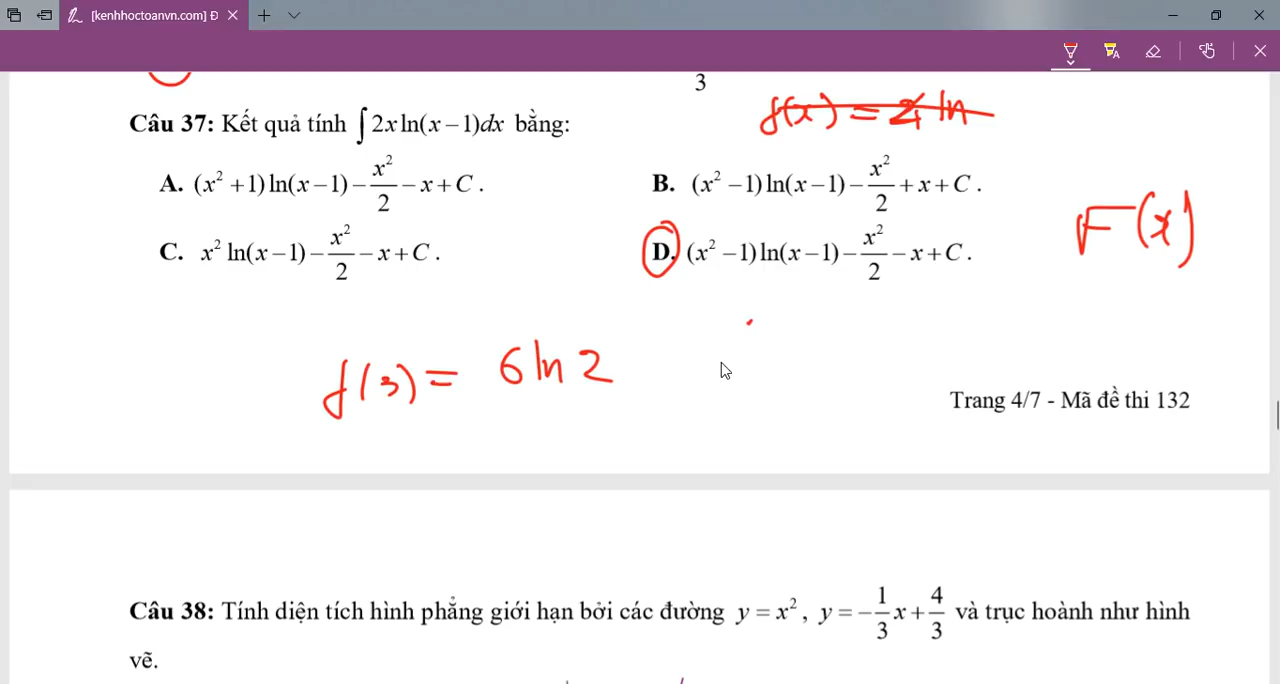 [kenhhoctoanvn.com] Đ
3
f(x) = 4 ln
Câu 37: Kết quả tính ∫2x ln(x − 1)dx bằng:
A. (x² + 1)ln(x − 1) − x²/2 − x + C.
B. (x² − 1)ln(x − 1) − x²/2 + x + C.
F(x)
C. x² ln(x − 1) − x²/2 − x + C.
D. (x² − 1)ln(x − 1) − x²/2 − x + C.
f(3) = 6 ln 2
Trang 4/7 - Mã đề thi 132
Câu 38: Tính diện tích hình phẳng giới hạn bởi các đường y = x², y = −1/3 x + 4/3 và trục hoành như hình
vẽ.